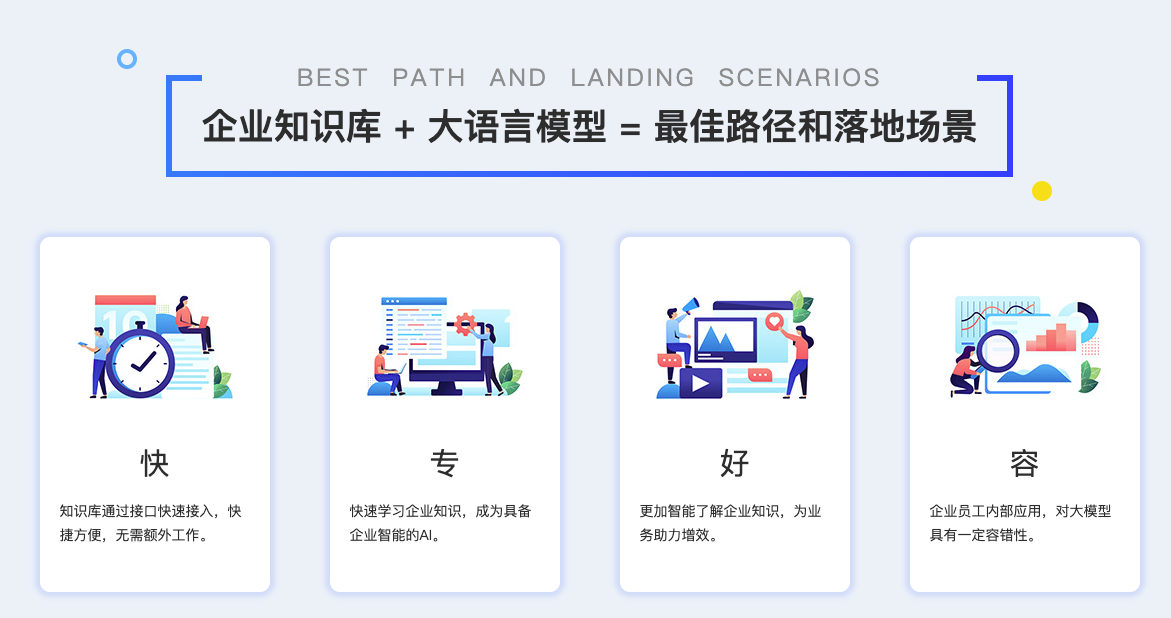 BEST PATH AND LANDING SCENARIOS
企业知识库 + 大语言模型 = 最佳路径和落地场景
10
快
知识库通过接口快速接入，快
捷方便，无需额外工作。
专
快速学习企业知识，成为具备
企业智能的AI。
好
更加智能了解企业知识，为业
务助力增效。
容
企业员工内部应用，对大模型
具有一定容错性。